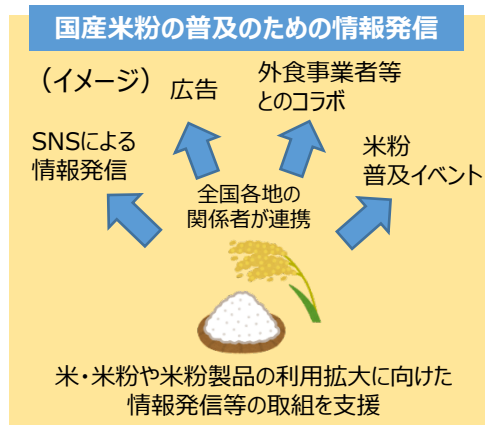 国産米粉の普及のための情報発信
（イメージ）
広告
外食事業者等
とのコラボ
SNSによる
情報発信
米粉
普及イベント
全国各地の
関係者が連携
米・米粉や米粉製品の利用拡大に向けた
情報発信等の取組を支援